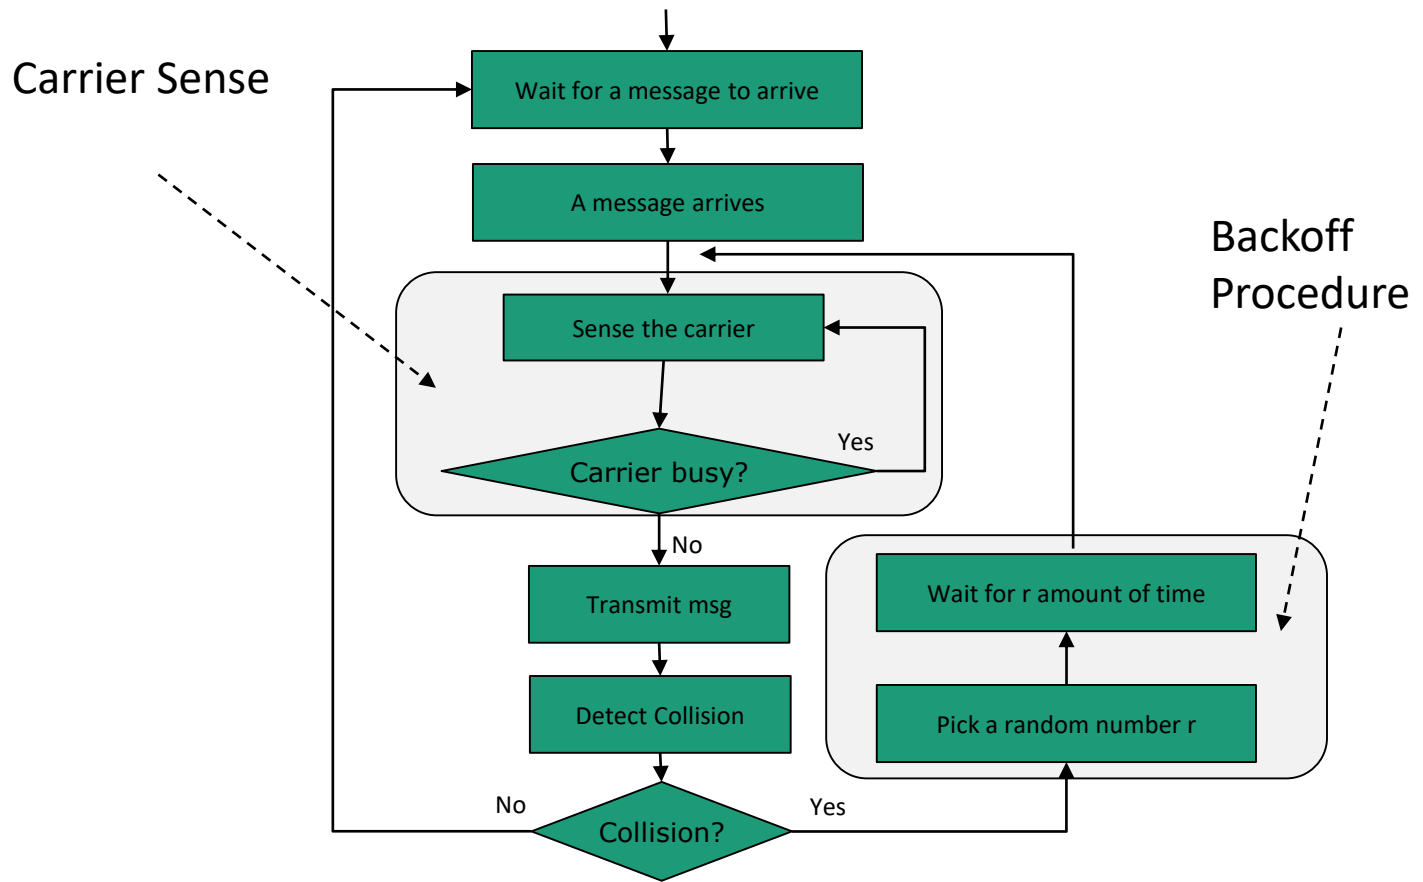 Carrier Sense
Wait for a message to arrive
A message arrives
Backoff
Procedure
Sense the carrier
Yes
Carrier busy?
No
Transmit msg
Wait for r amount of time
Detect Collision
Pick a random number r
No
Yes
Collision?